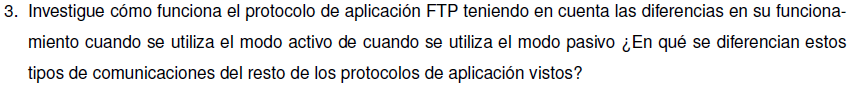 3. Investigue cómo funciona el protocolo de aplicación FTP teniendo en cuenta las diferencias en su funciona-
miento cuando se utiliza el modo activo de cuando se utiliza el modo pasivo ¿En qué se diferencian estos
tipos de comunicaciones del resto de los protocolos de aplicación vistos?